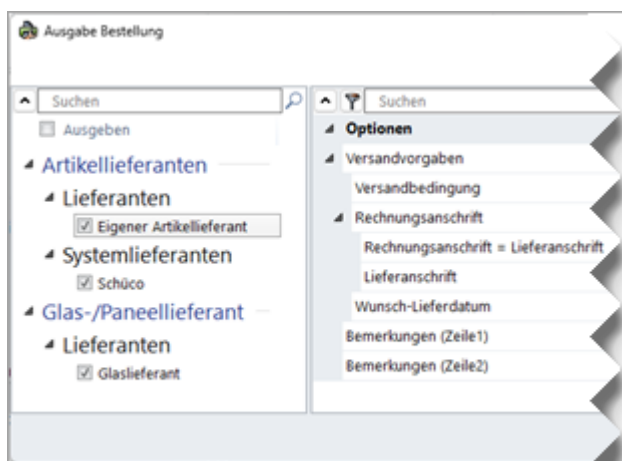 Ausgabe Bestellung
Suchen
Ausgeben
Artikellieferanten
Lieferanten
Eigener Artikellieferant
Systemlieferanten
Schüco
Glas-/Paneellieferant
Lieferanten
Glaslieferant
Suchen
Optionen
Versandvorgaben
Versandbedingung
Rechnungsanschrift
Rechnungsanschrift = Lieferanschrift
Lieferanschrift
Wunsch-Lieferdatum
Bemerkungen (Zeile1)
Bemerkungen (Zeile2)